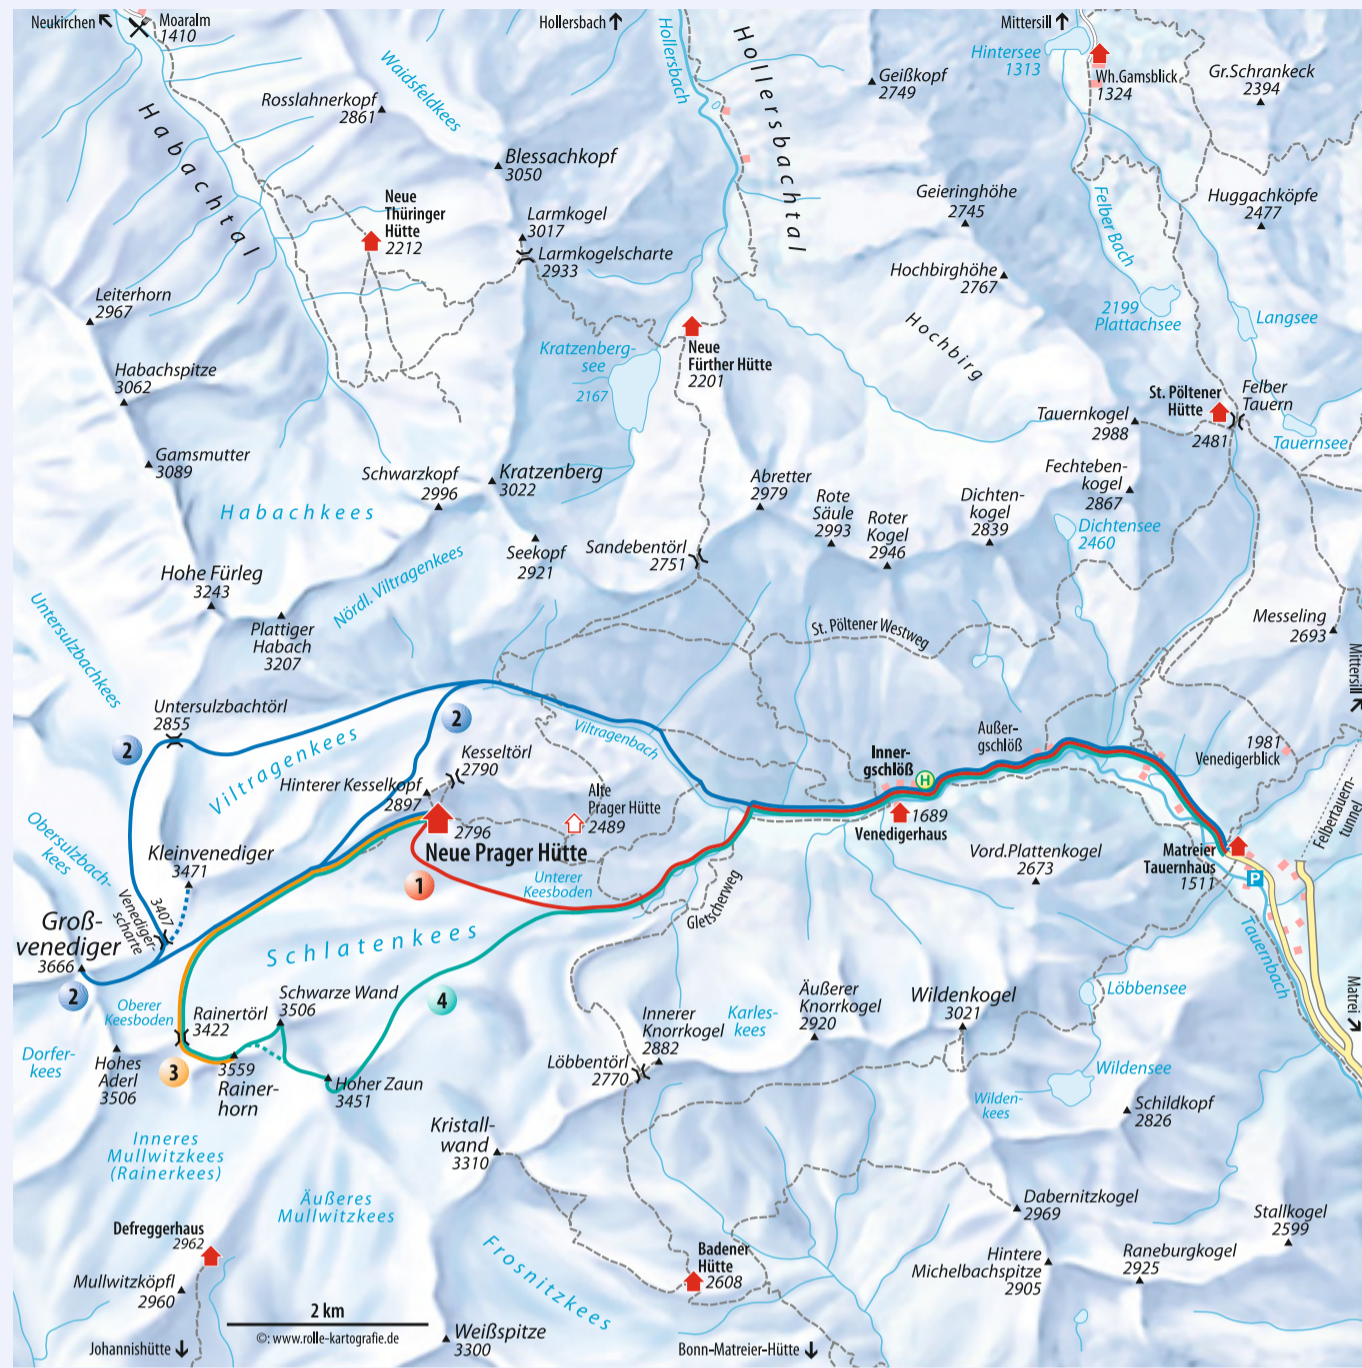 Neukirchen
Moaralm
1410
Hollersbach
Hollersbach
Hollersbachtal
Mittersill
Hintersee
1313
Wh.Gamsblick
1324
Gr.Schrankeck
2394
Geißkopf
2749
Waidsfeldkees
Rosslahnerkopf
2861
Habachtal
Blessachkopf
3050
Neue
Thüringer
Hütte
2212
Larmkogel
3017
Larmkogelscharte
2933
Geieringhöhe
2745
Felber Bach
Huggachköpfe
2477
Hochbirghöhe
2767
Leiterhorn
2967
2199
Plattachsee
Langsee
Hochbirg
Kratzenberg-
see
2167
Neue
Fürther Hütte
2201
Habachspitze
3062
St. Pöltener
Hütte
2481
Felber
Tauern
Tauernkogel
2988
Tauernsee
Gamsmutter
3089
Schwarzkopf
2996
Kratzenberg
3022
Abretter
2979
Rote
Säule
2993
Roter
Kogel
2946
Dichten-
kogel
2839
Fechteben-
kogel
2867
Habachkees
Dichtensee
2460
Seekopf
2921
Sandebentörl
2751
Hohe Fürleg
3243
Nördl. Viltragenkees
Plattiger
Habach
3207
Untersulzbachkees
St. Pöltener Westweg
Messeling
2693
Mittersill
Untersulzbachtörl
2855
2
2
Viltragenkees
Viltragenbach
Kesseltörl
2790
Hinterer Kesselkopf
2897
Inner-
gschlöß
H
Außer-
gschlöß
1981
Venedigerblick
Felbertauern-
tunnel
Alte
Prager Hütte
2489
1689
Venedigerhaus
2796
Neue Prager Hütte
Obersulzbach-
kees
Kleinvenediger
3471
1
Unterer
Keesboden
Vord.Plattenkogel
2673
Matreier
Tauernhaus
1511
P
Gletscherweg
3407
Venediger-
scharte
Groß-
venediger
3666
Schlatenkees
Tauernbach
2
Oberer
Keesboden
Rainertörl
3422
Schwarze Wand
3506
4
Innerer
Knorrkogel
2882
Karles-
kees
Äußerer
Knorrkogel
2920
Wildenkogel
3021
Löbbensee
Matrei
Dorfer-
kees
Hohes
Aderl
3506
3
3559
Rainer-
horn
Hoher Zaun
3451
Löbbentörl
2770
Wildensee
Wilden-
kees
Schildkopf
2826
Kristall-
wand
3310
Inneres
Mullwitzkees
(Rainerkees)
Äußeres
Mullwitzkees
Dabernitzkogel
2969
Stallkogel
2599
Defreggerhaus
2962
Frosnitzkees
Badener
Hütte
2608
Hintere
Michelbachspitze
2905
Raneburgkogel
2925
Mullwitzköpfl
2960
2 km
©: www.rolle-kartografie.de
Weißspitze
3300
Johannishütte
Bonn-Matreier-Hütte